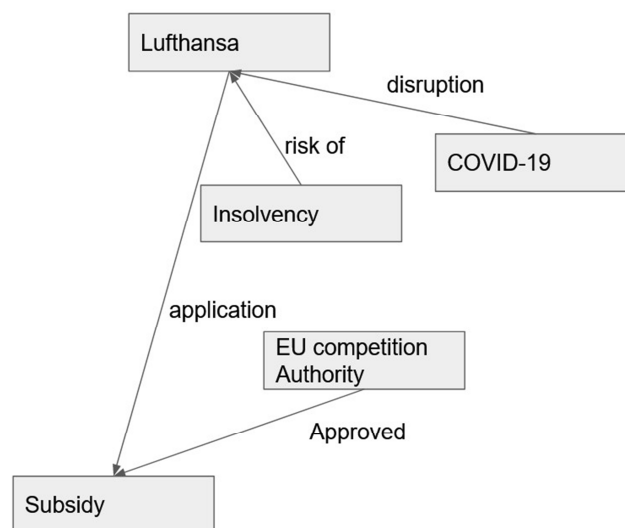 Lufthansa
disruption
risk of
COVID-19
Insolvency
application
EU competition
Authority
Approved
Subsidy